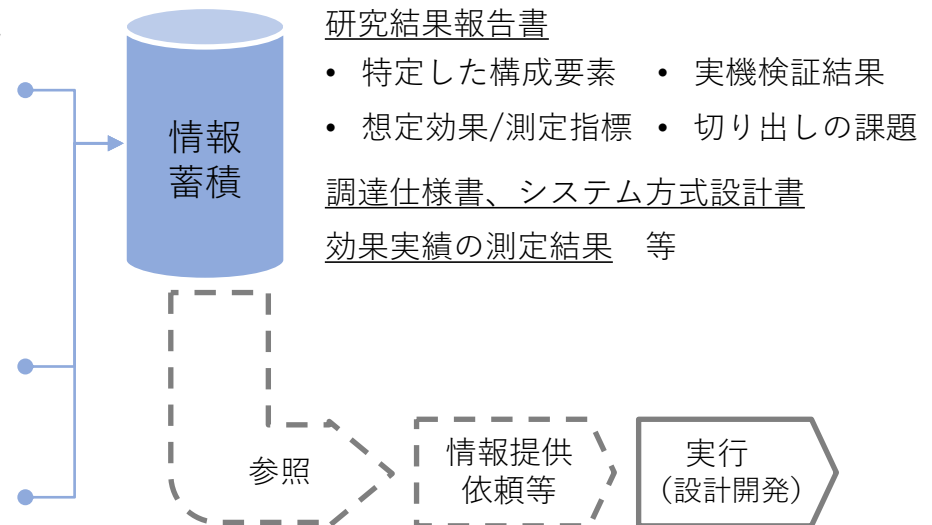 研究結果報告書
• 特定した構成要素 • 実機検証結果
• 想定効果/測定指標 • 切り出しの課題
調達仕様書、システム方式設計書
効果実績の測定結果 等
情報
蓄積
参照
情報提供
依頼等
実行
(設計開発)